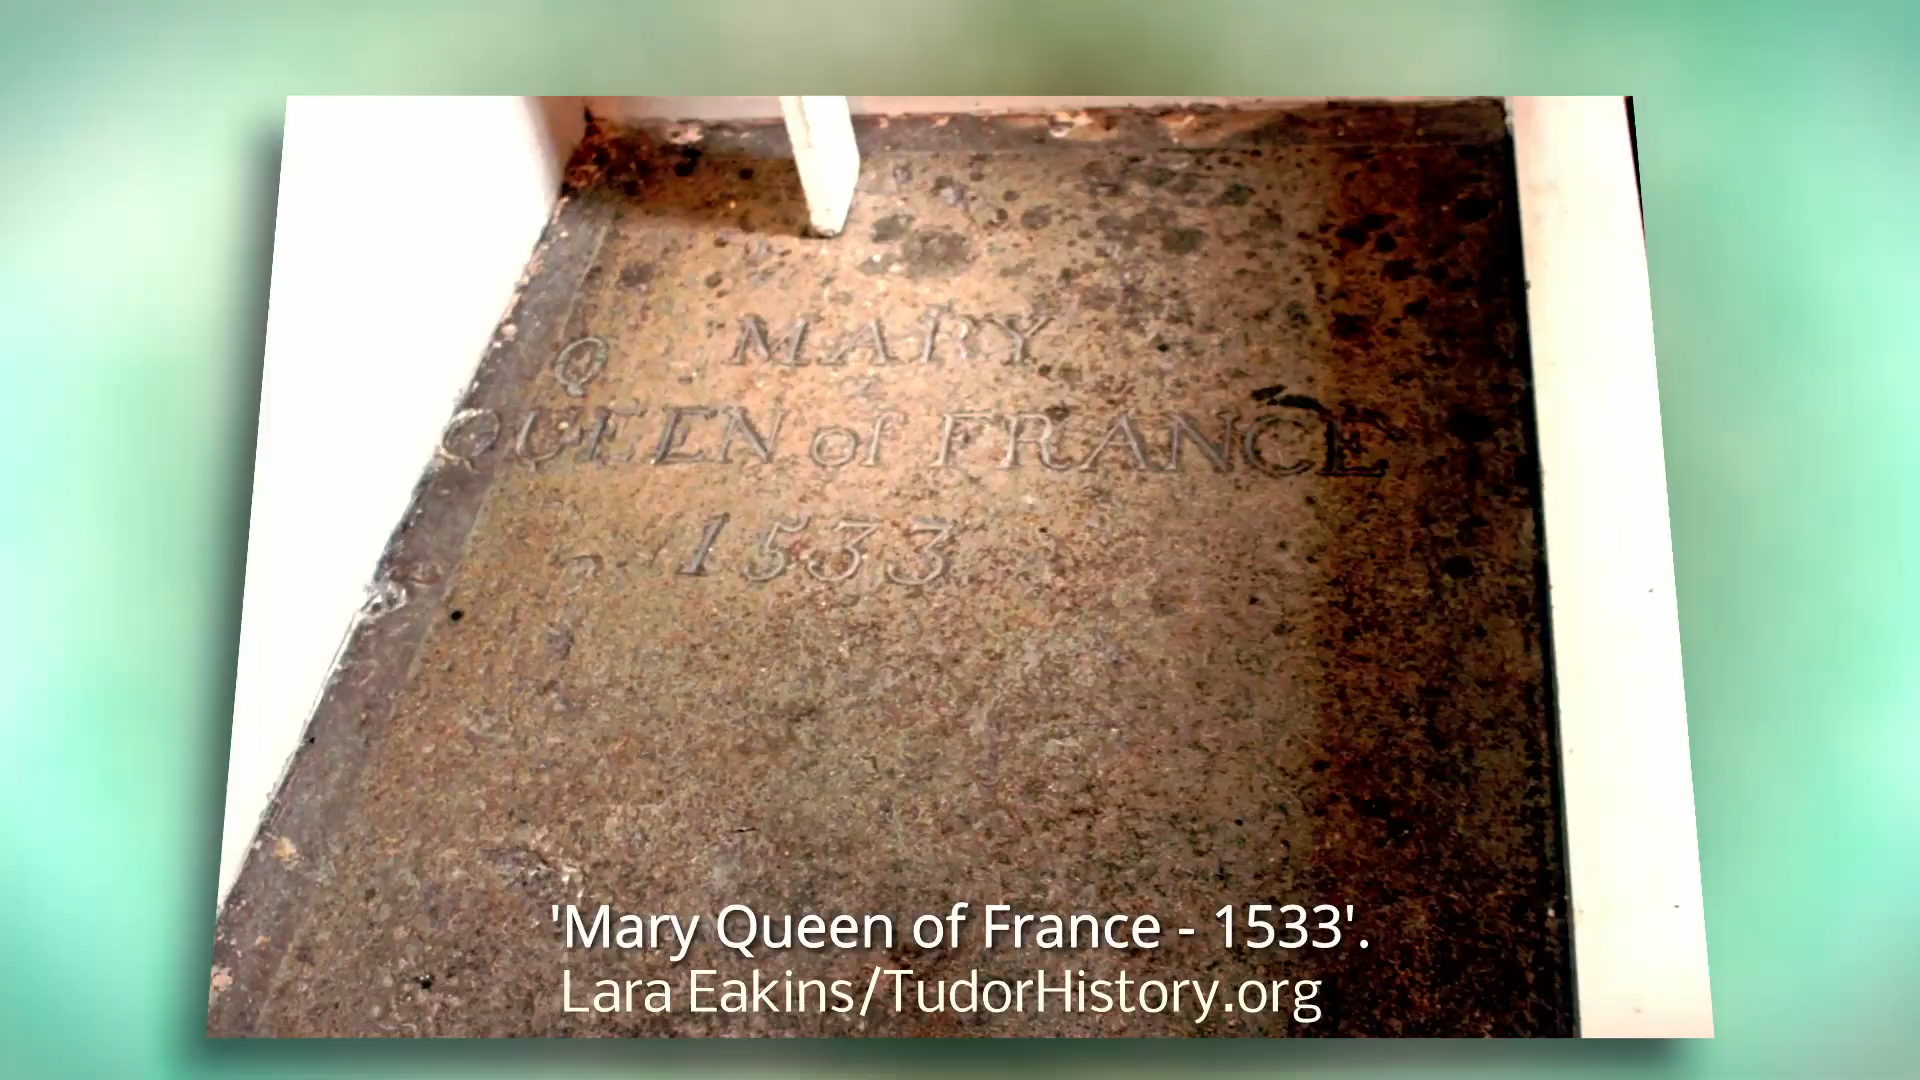 MARY
Q
QUEEN of FRANCE
1533
'Mary Queen of France - 1533'.
Lara Eakins/TudorHistory.org